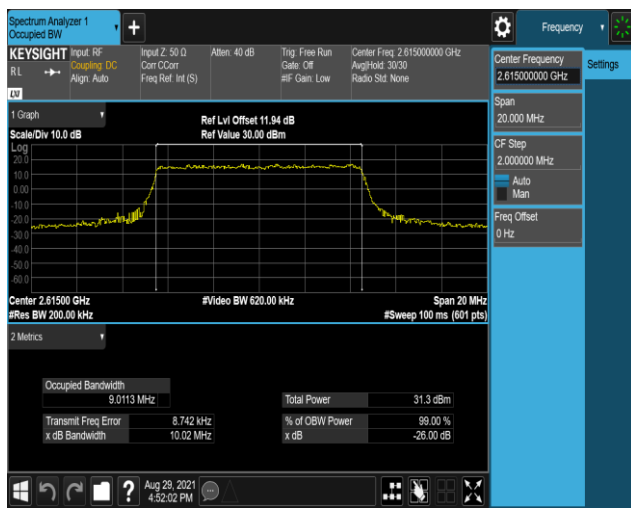 Spectrum Analyzer 1
Occupied BW
Frequency
KEYSIGHT Input: RF Input Z: 50 Ω Atten: 40 dB Trig: Free Run Center Freq: 2.615000000 GHz
RL Coupling: DC Corr CCorr Gate: Off Avg|Hold: 30/30
Align: Auto Freq Ref: Int (S) #IF Gain: Low Radio Std: None
LXI
Center Frequency
2.615000000 GHz
Settings
Span
20.000 MHz
CF Step
2.000000 MHz
Auto
Man
Freq Offset
0 Hz
1 Graph
Ref Lvl Offset 11.94 dB
Scale/Div 10.0 dB Ref Value 30.00 dBm
Log
20.0
10.0
0.00
-10.0
-20.0
-30.0
-40.0
-50.0
-60.0
Center 2.61500 GHz #Video BW 620.00 kHz Span 20 MHz
#Res BW 200.00 kHz #Sweep 100 ms (601 pts)
2 Metrics
Occupied Bandwidth
9.0113 MHz Total Power 31.3 dBm
Transmit Freq Error 8.742 kHz % of OBW Power 99.00 %
x dB Bandwidth 10.02 MHz x dB -26.00 dB
? Aug 29, 2021
4:52:02 PM